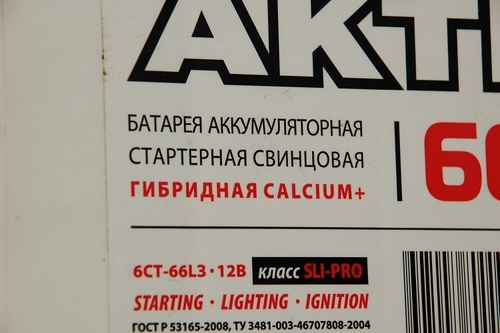 АКТ
БАТАРЕЯ АККУМУЛЯТОРНАЯ
СТАРТЕРНАЯ СВИНЦОВАЯ
ГИБРИДНАЯ CALCIUM+
6СТ-66L3 · 12В класс SLI-PRO
STARTING · LIGHTING · IGNITION
ГОСТ Р 53165-2008, ТУ 3481-003-46707808-2004